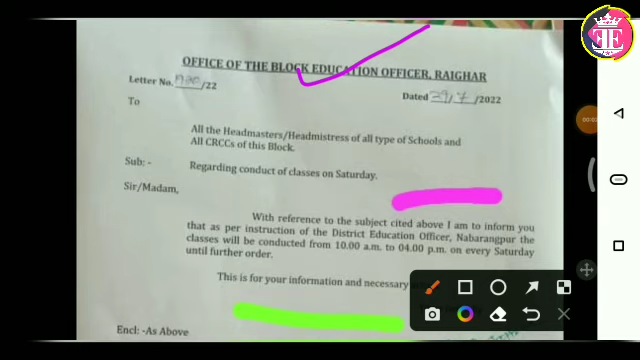 OFFICE OF THE BLOCK EDUCATION OFFICER, RAIGHAR
Letter No. 1920/22
Dated 29/7/2022
To
All the Headmasters/Headmistress of all type of Schools and
All CRCCs of this Block.
Sub:- Regarding conduct of classes on Saturday.
Sir/Madam,
With reference to the subject cited above I am to inform you
that as per instruction of the District Education Officer, Nabarangpur the
classes will be conducted from 10.00 a.m. to 04.00 p.m. on every Saturday
until further order.
This is for your information and necessary
Encl: -As Above